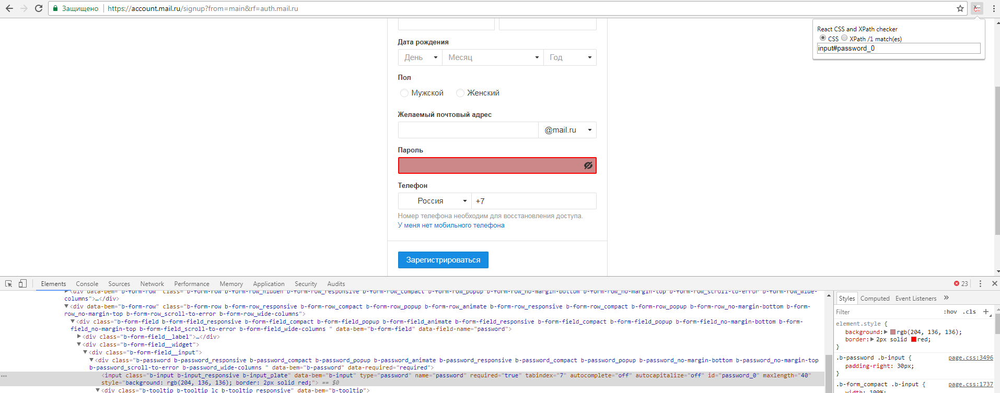 Защищено https://account.mail.ru/signup?from=main&rf=auth.mail.ru
React CSS and XPath checker
CSS XPath /1 match(es)
input#password_0
Дата рождения
День Месяц Год
Пол
Мужской Женский
Желаемый почтовый адрес
@mail.ru
Пароль
Телефон
Россия +7
Номер телефона необходим для восстановления доступа.
У меня нет мобильного телефона
Зарегистрироваться
Elements Console Sources Network Performance Memory Application Security Audits 23
<div data-bem="b-form-row" class="b-form-row b-form-row_hidden b-form-row_responsive b-form-row_compact b-form-row_popup b-form-row_no-margin-bottom b-form-row_no-margin-top b-form-row_scroll-to-error b-form-row_wide-
columns">…</div>
<div data-bem="b-form-row" class="b-form-row b-form-row_responsive b-form-row_compact b-form-row_popup b-form-row_animate b-form-row_responsive b-form-row_compact b-form-row_popup b-form-row_no-margin-bottom b-form-
row_no-margin-top b-form-row_scroll-to-error b-form-row_wide-columns">
<div class="b-form-field b-form-field_responsive b-form-field_compact b-form-field_popup b-form-field_animate b-form-field_responsive b-form-field_compact b-form-field_popup b-form-field_no-margin-bottom b-form-
field_no-margin-top b-form-field_scroll-to-error b-form-field_wide-columns " data-bem="b-form-field" data-field-name="password">
<div class="b-form-field__label">…</div>
<div class="b-form-field__widget">
<div class="b-form-field__input">
<div class="b-password b-password_responsive b-password_compact b-password_popup b-password_animate b-password_responsive b-password_compact b-password_popup b-password_no-margin-bottom b-password_no-margin-top
b-password_scroll-to-error b-password_wide-columns " data-bem="b-password" data-required="required">
<input class="b-input b-input_responsive b-input_plate" data-bem="b-input" type="password" name="password" required="true" tabindex="7" autocomplete="off" autocapitalize="off" id="password_0" maxlength="40"
style="background: rgb(204, 136, 136); border: 2px solid red;"> == $0
<div class="b-tooltip b-tooltip_lc b-tooltip_responsive" data-bem="b-tooltip">
Styles Computed Event Listeners »
Filter :hov .cls +
element.style {
background: rgb(204, 136, 136);
border: 2px solid red;
}
.b-password .b-input { page.css:3496
padding-right: 30px;
}
.b-form_compact .b-input { page.css:1737
width: 100%;